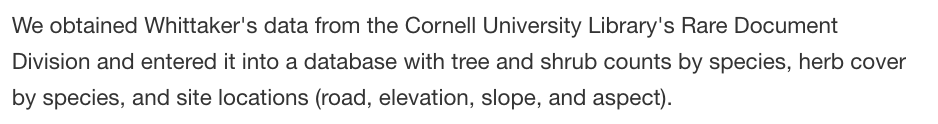 We obtained Whittaker's data from the Cornell University Library's Rare Document
Division and entered it into a database with tree and shrub counts by species, herb cover
by species, and site locations (road, elevation, slope, and aspect).